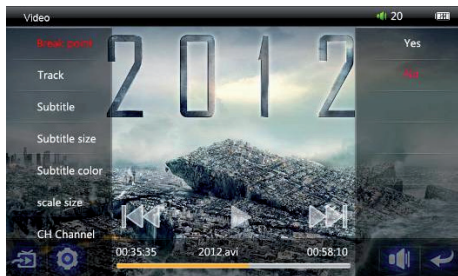 Video
20
Break point
Yes
Track
No
Subtitle
Subtitle size
Subtitle color
scale size
CH Channel
2012
00:35:35
2012.avi
00:58:10